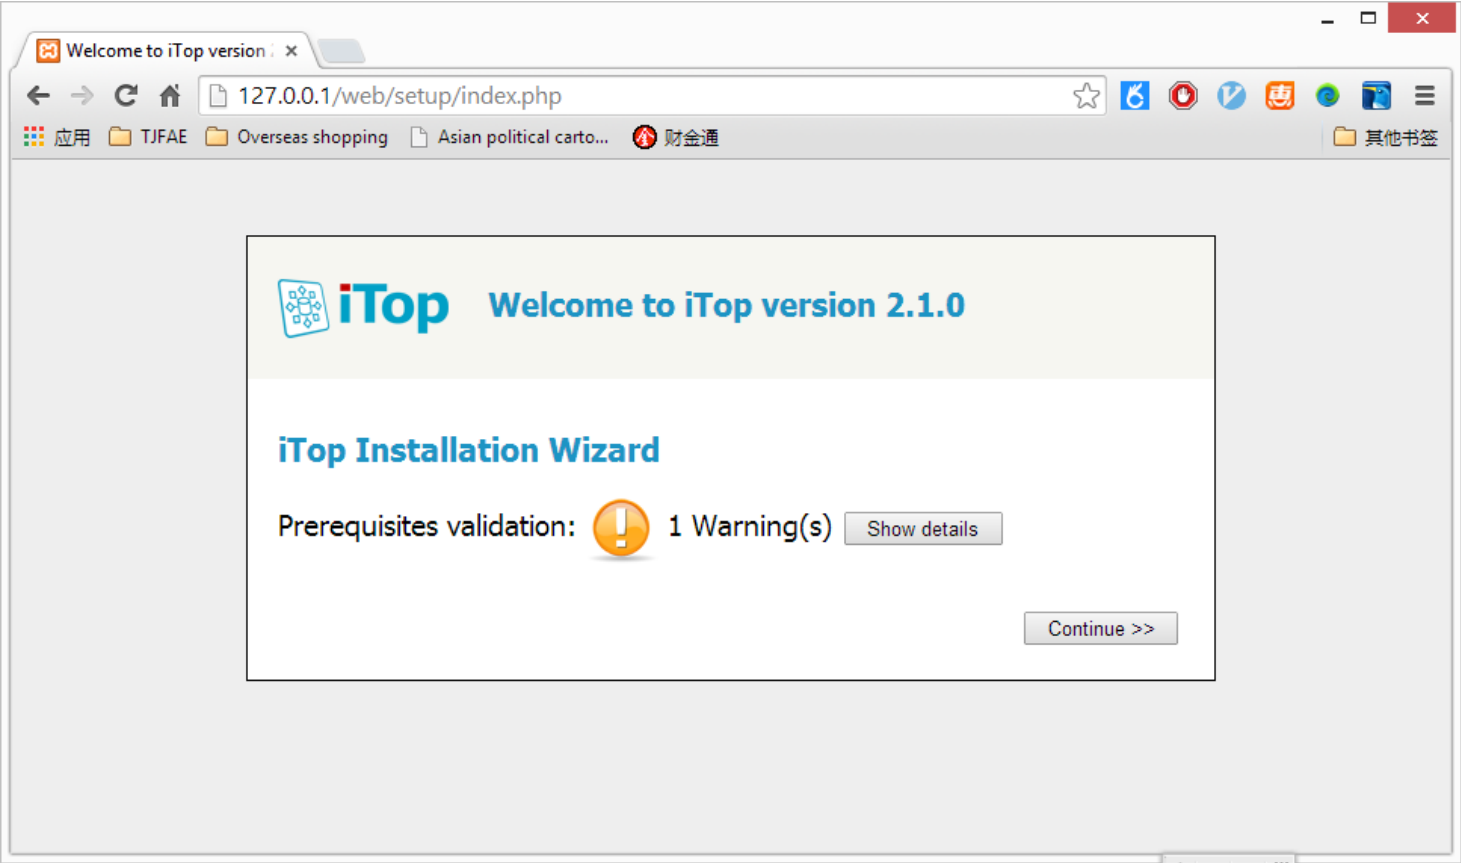 Welcome to iTop version
127.0.0.1/web/setup/index.php
应用 TJFAE Overseas shopping Asian political carto... 财金通 其他书签
iTop Welcome to iTop version 2.1.0
iTop Installation Wizard
Prerequisites validation: ! 1 Warning(s) Show details
Continue >>